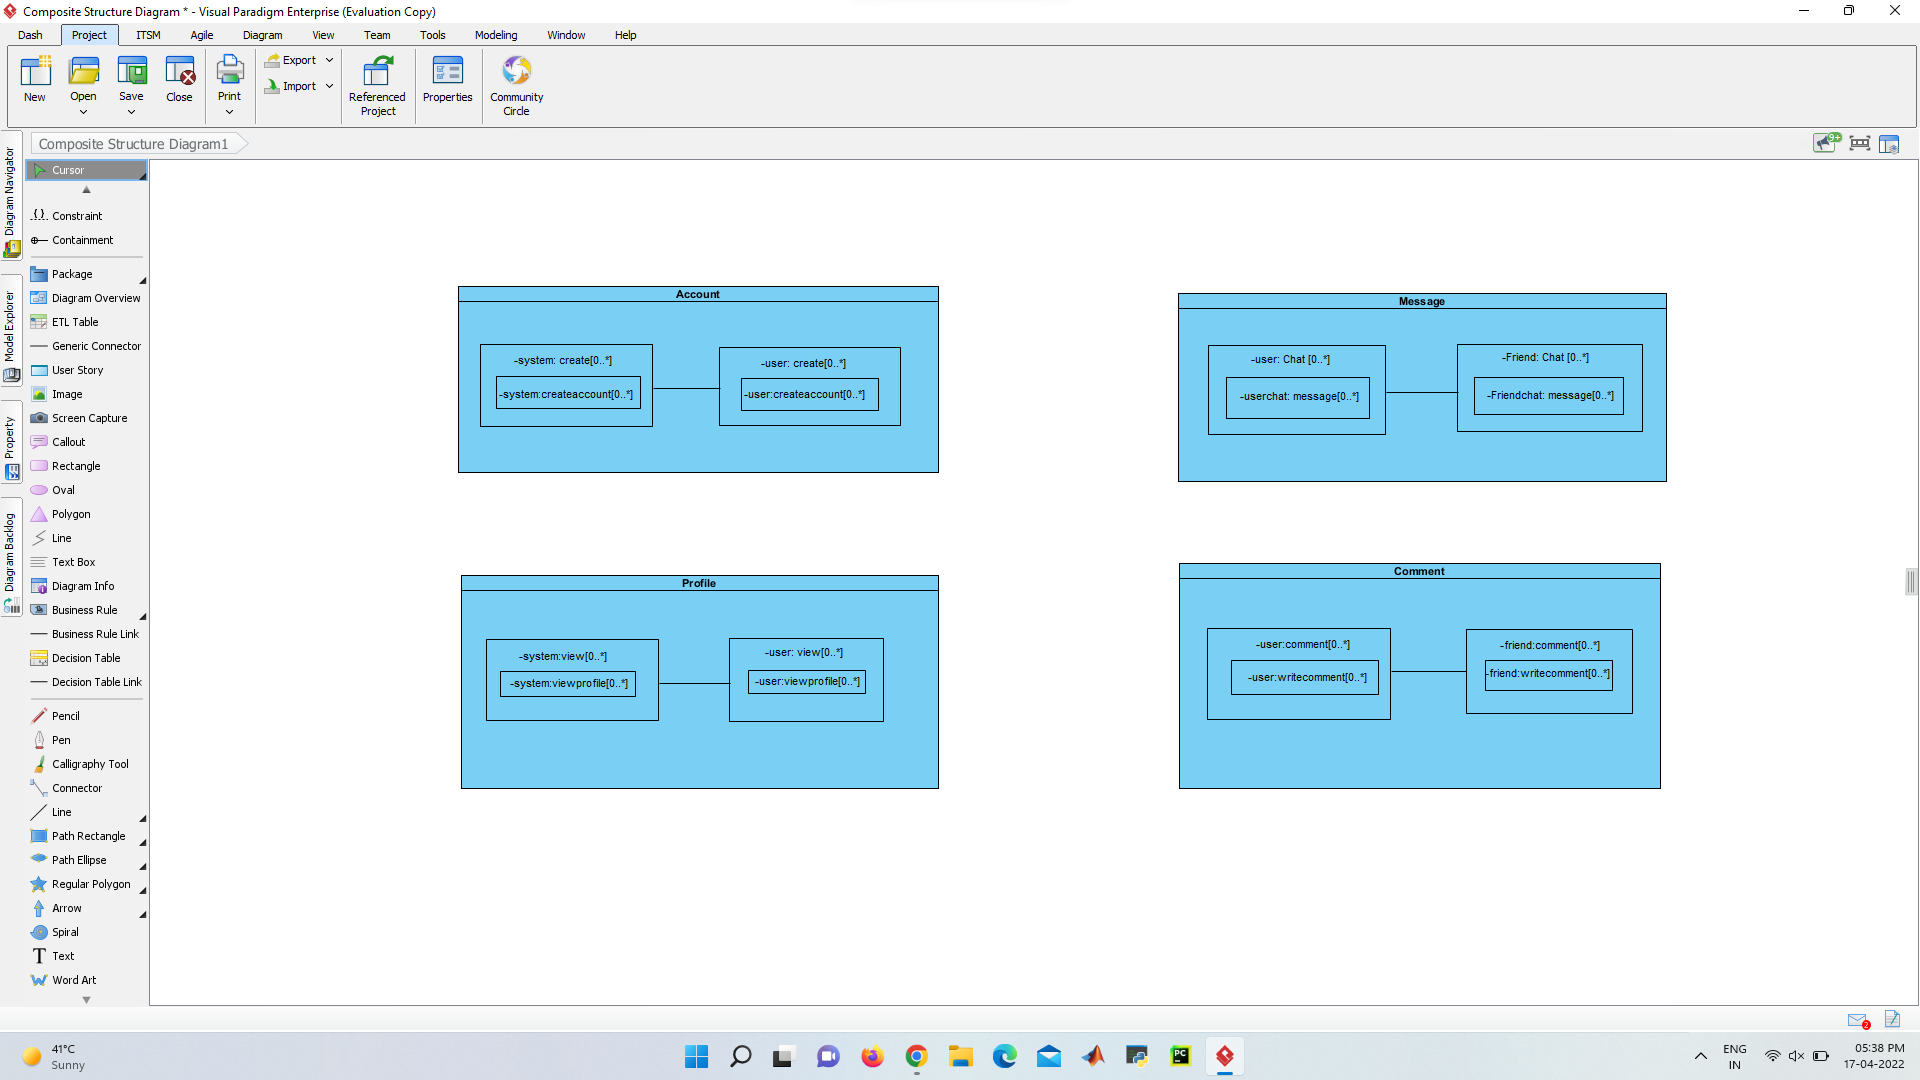 Composite Structure Diagram * - Visual Paradigm Enterprise (Evaluation Copy)
Dash Project ITSM Agile Diagram View Team Tools Modeling Window Help
New Open Save Close Print
Export
Import
Referenced
Project
Properties
Community
Circle
Composite Structure Diagram1
9+
Diagram Navigator
Model Explorer
Property
Diagram Backlog
Cursor
Constraint
Containment
Package
Diagram Overview
ETL Table
Generic Connector
User Story
Image
Screen Capture
Callout
Rectangle
Oval
Polygon
Line
Text Box
Diagram Info
Business Rule
Business Rule Link
Decision Table
Decision Table Link
Pencil
Pen
Calligraphy Tool
Connector
Line
Path Rectangle
Path Ellipse
Regular Polygon
Arrow
Spiral
Text
Word Art
Account
-system: create[0..*]
-system:createaccount[0..*]
-user: create[0..*]
-user:createaccount[0..*]
Message
-user: Chat [0..*]
-userchat: message[0..*]
-Friend: Chat [0..*]
-Friendchat: message[0..*]
Profile
-system:view[0..*]
-system:viewprofile[0..*]
-user: view[0..*]
-user:viewprofile[0..*]
Comment
-user:comment[0..*]
-user:writecomment[0..*]
-friend:comment[0..*]
-friend:writecomment[0..*]
2
41°C
Sunny
PC
ENG
IN
05:38 PM
17-04-2022